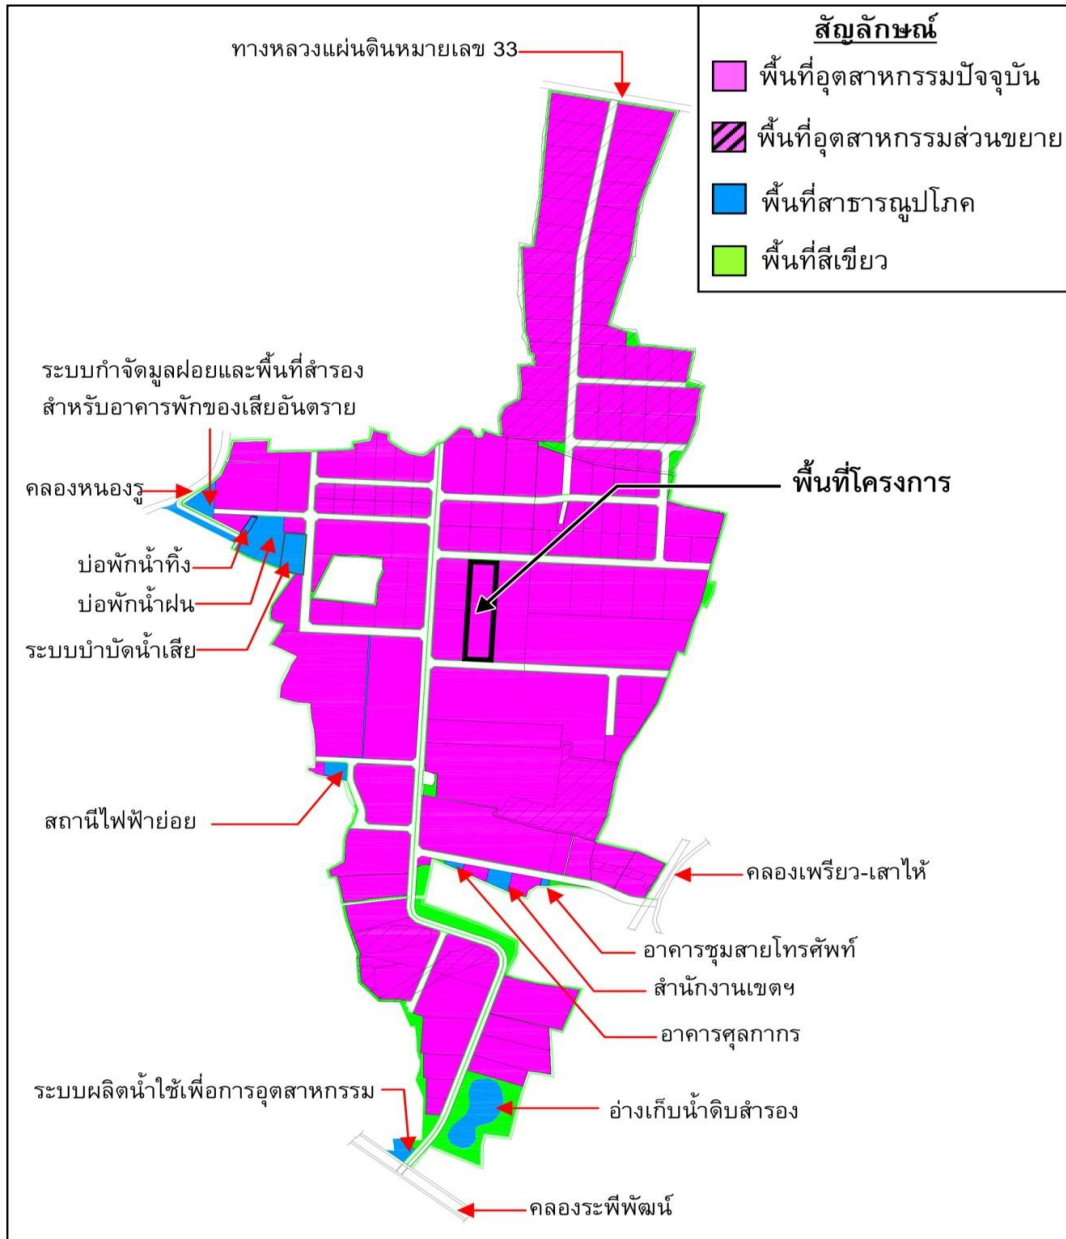 ทางหลวงแผ่นดินหมายเลข 33
สัญลักษณ์
พื้นที่อุตสาหกรรมปัจจุบัน
พื้นที่อุตสาหกรรมส่วนขยาย
พื้นที่สาธารณูปโภค
พื้นที่สีเขียว
ระบบกำจัดมูลฝอยและพื้นที่สำรอง
สำหรับอาคารพักของเสียอันตราย
คลองหนองรู
พื้นที่โครงการ
บ่อพักน้ำทิ้ง
บ่อพักน้ำฝน
ระบบบำบัดน้ำเสีย
สถานีไฟฟ้าย่อย
คลองเพรียว-เสาไห้
อาคารชุมสายโทรศัพท์
สำนักงานเขตฯ
อาคารศุลกากร
ระบบผลิตน้ำใช้เพื่อการอุตสาหกรรม
อ่างเก็บน้ำดิบสำรอง
คลองระพีพัฒน์